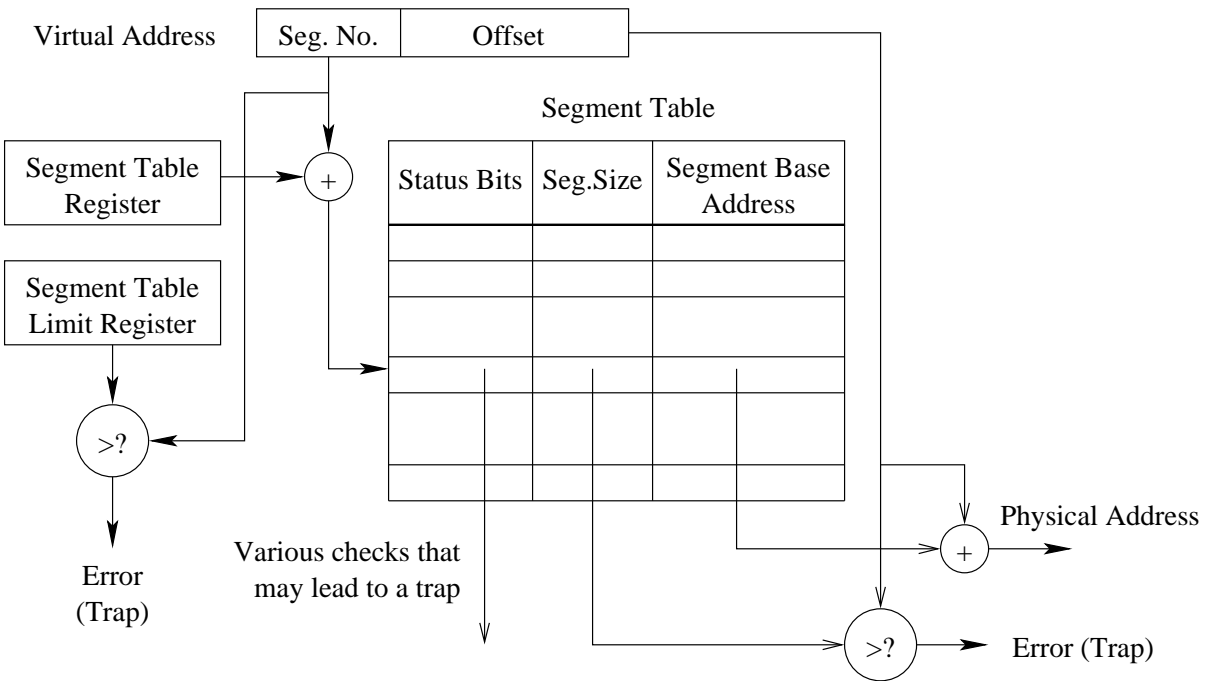 Virtual Address
Seg. No.
Offset
Segment Table
Segment Table
Register
+
Status Bits
Seg.Size
Segment Base
Address
Segment Table
Limit Register
>?
Error
(Trap)
Various checks that
may lead to a trap
+
Physical Address
>?
Error (Trap)